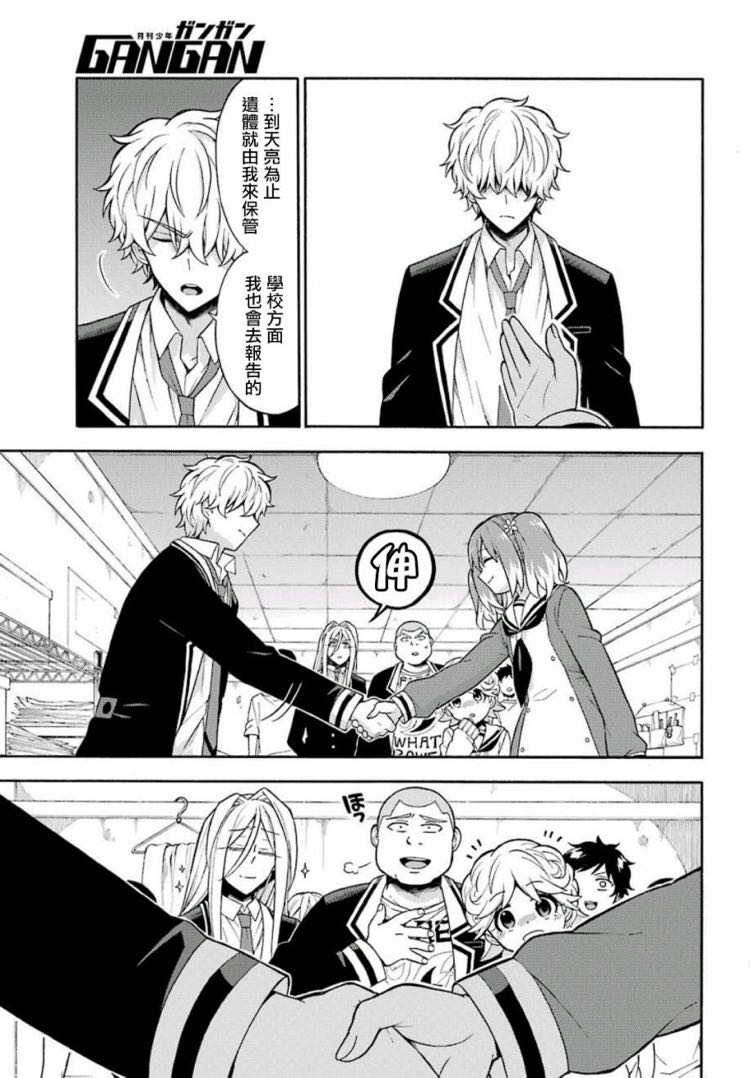 月刊少年
ガンガン
GANGAN
…到天亮為止
遺體就由我來保管
學校方面
我也會去報告的
伸
WHAT
ほっ